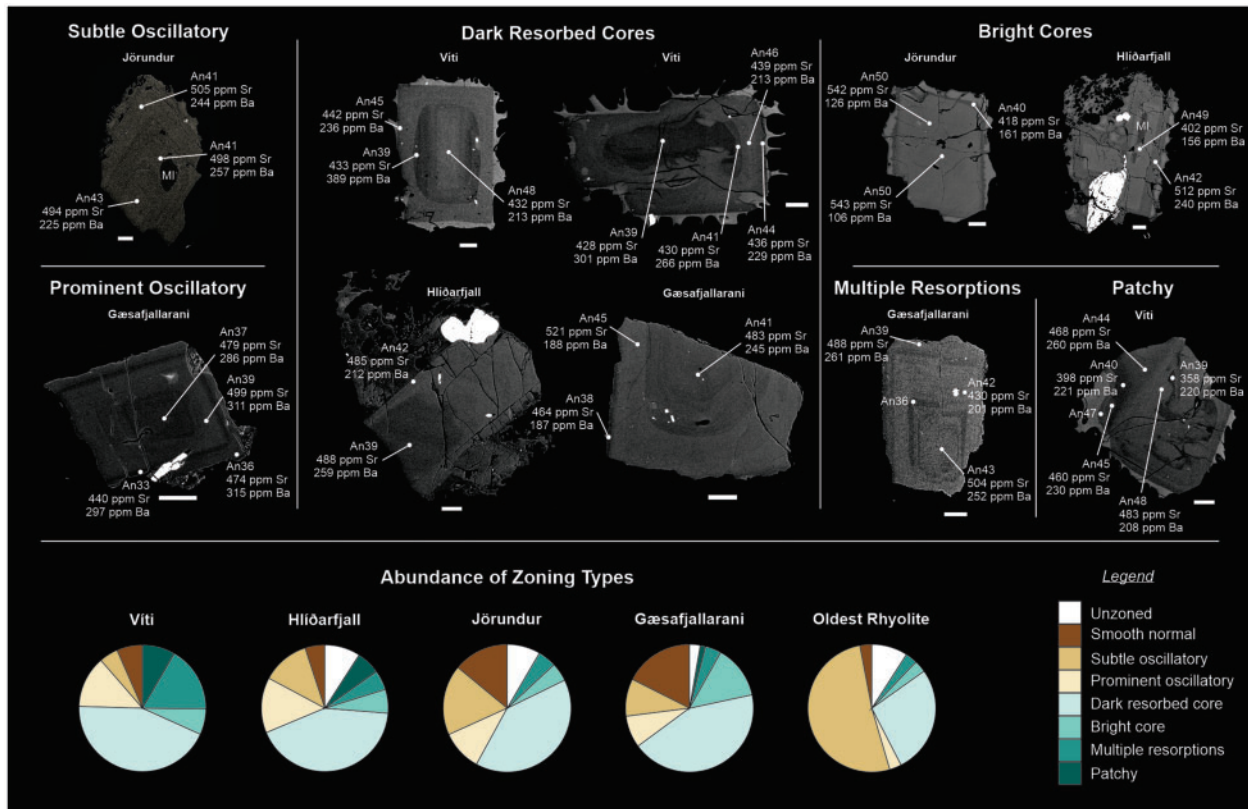 Subtle Oscillatory
Jörundur
An41
505 ppm Sr
244 ppm Ba
An41
498 ppm Sr
257 ppm Ba
MI
An43
494 ppm Sr
225 ppm Ba
Dark Resorbed Cores
Víti
An45
442 ppm Sr
236 ppm Ba
An39
433 ppm Sr
389 ppm Ba
An48
432 ppm Sr
213 ppm Ba
Víti
An46
439 ppm Sr
213 ppm Ba
An39
428 ppm Sr
301 ppm Ba
An41
430 ppm Sr
266 ppm Ba
An44
436 ppm Sr
229 ppm Ba
Hlíðarfjall
An42
485 ppm Sr
212 ppm Ba
An39
488 ppm Sr
259 ppm Ba
Gæsafjallarani
An45
521 ppm Sr
188 ppm Ba
An41
483 ppm Sr
245 ppm Ba
An38
464 ppm Sr
187 ppm Ba
Bright Cores
Jörundur
An50
542 ppm Sr
126 ppm Ba
An40
418 ppm Sr
161 ppm Ba
An50
543 ppm Sr
106 ppm Ba
Hlíðarfjall
MI
An49
402 ppm Sr
156 ppm Ba
An42
512 ppm Sr
240 ppm Ba
Prominent Oscillatory
Gæsafjallarani
An37
479 ppm Sr
286 ppm Ba
An39
499 ppm Sr
311 ppm Ba
An33
440 ppm Sr
297 ppm Ba
An36
474 ppm Sr
315 ppm Ba
Multiple Resorptions
Gæsafjallarani
An39
488 ppm Sr
261 ppm Ba
An42
430 ppm Sr
201 ppm Ba
An36
An43
504 ppm Sr
252 ppm Ba
Patchy
Víti
An44
468 ppm Sr
260 ppm Ba
An40
398 ppm Sr
221 ppm Ba
An39
358 ppm Sr
220 ppm Ba
An47
An45
460 ppm Sr
230 ppm Ba
An48
483 ppm Sr
208 ppm Ba
Abundance of Zoning Types
Víti
Hlíðarfjall
Jörundur
Gæsafjallarani
Oldest Rhyolite
Legend
Unzoned
Smooth normal
Subtle oscillatory
Prominent oscillatory
Dark resorbed core
Bright core
Multiple resorptions
Patchy